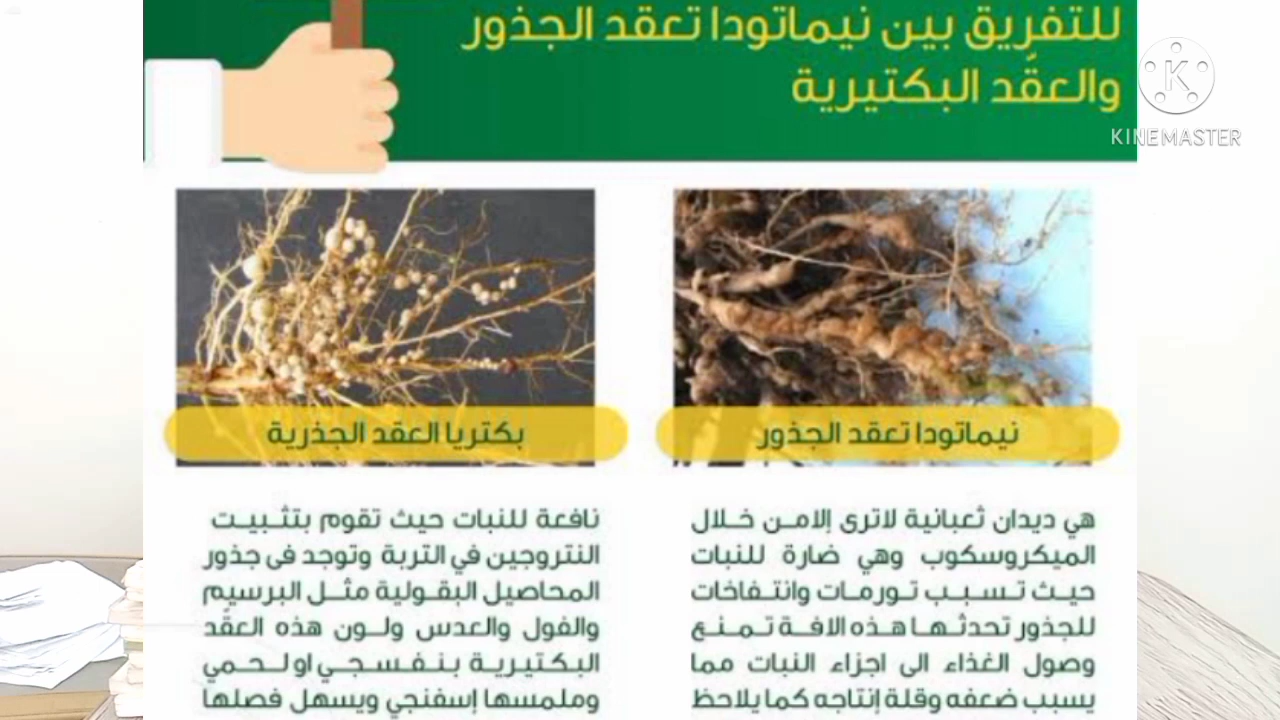 للتفريق بين نيماتودا تعقد الجذور
والعقَد البكتيرية
K
KINEMASTER
نيماتودا تعقد الجذور
هي ديدان ثعبانية لاترى إلامن خلال
الميكروسكوب وهي ضارة للنبات
حيث تسبب تورمات وانتفاخات
للجذور تحدثها هذه الافة تمنع
وصول الغذاء الى اجزاء النبات مما
يسبب ضعفه وقلة إنتاجه كما يلاحظ
بكتريا العقد الجذرية
نافعة للنبات حيث تقوم بتثبيت
النتروجين في التربة وتوجد فى جذور
المحاصيل البقولية مثل البرسيم
والفول والعدس ولون هذه العقَد
البكتيرية بنفسجي او لحمي
وملمسها إسفنجي ويسهل فصلها